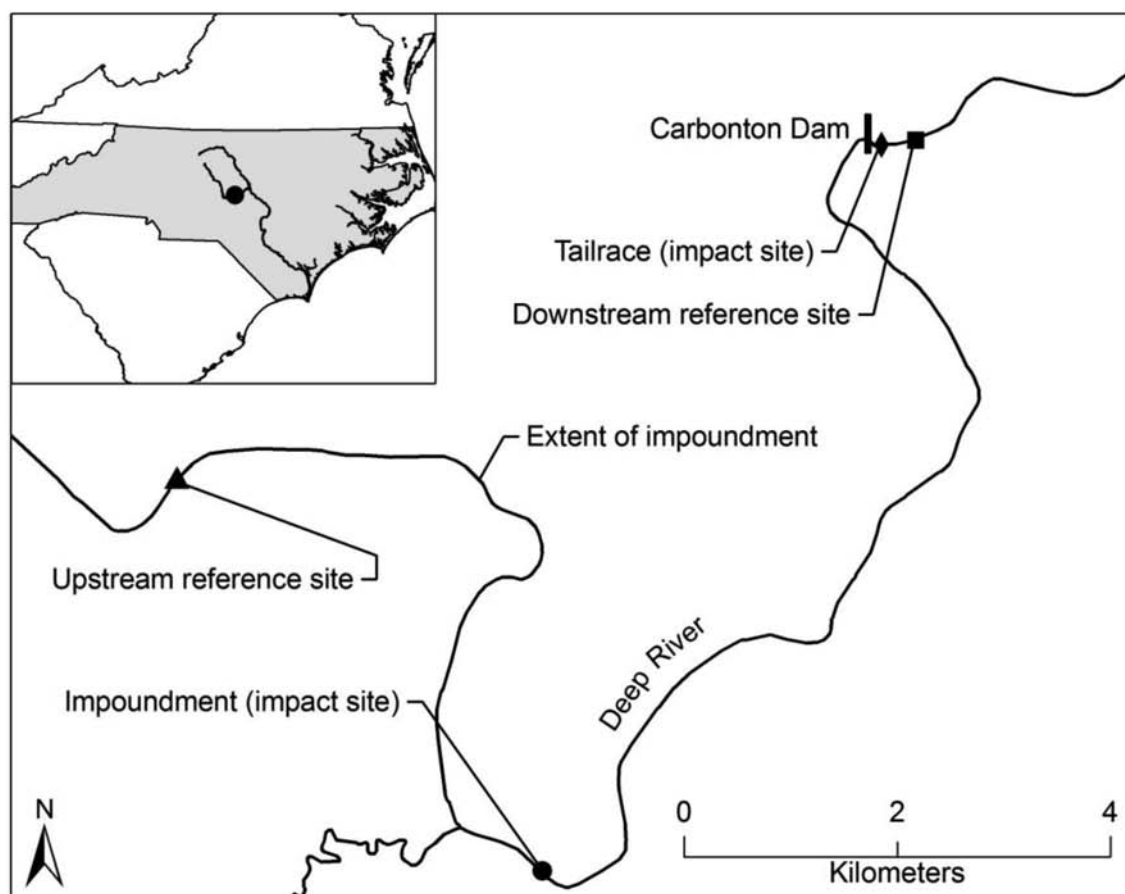 Carbonton Dam
Tailrace (impact site)
Downstream reference site
Extent of impoundment
Upstream reference site
Impoundment (impact site)
Deep River
N
0 2 4
Kilometers